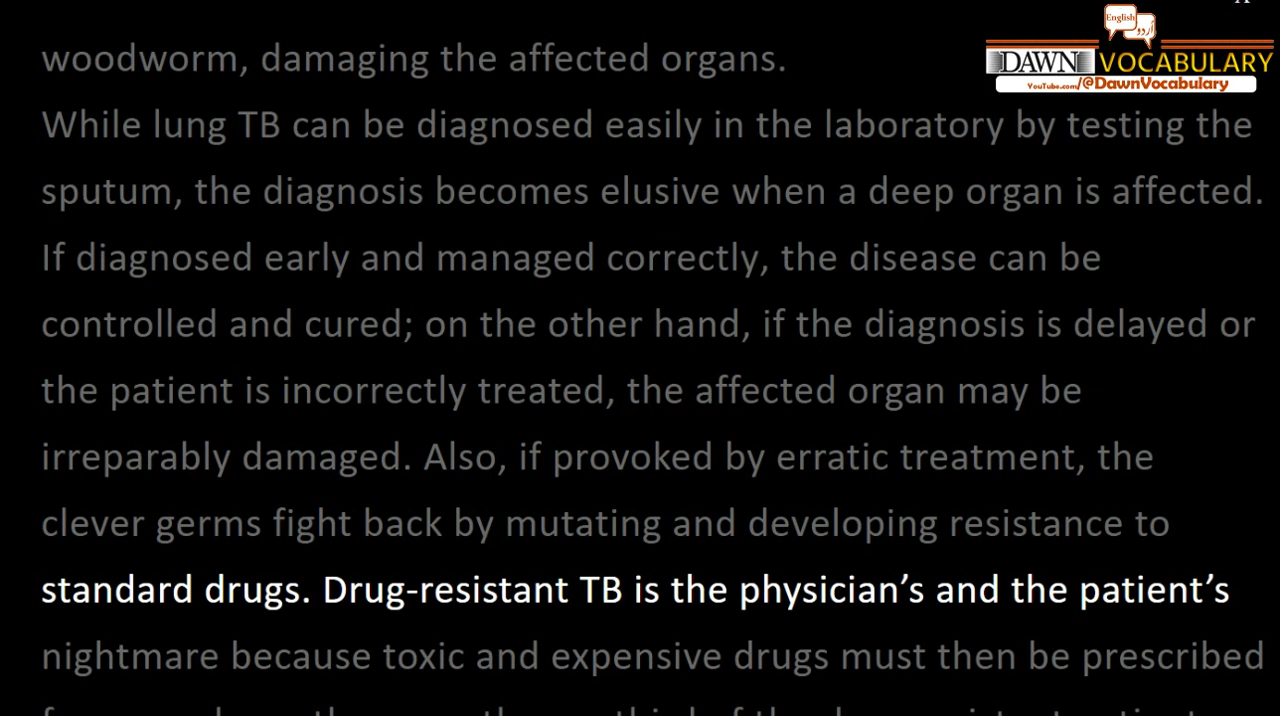 English
اُردو
DAWN VOCABULARY
YouTube.com/@DawnVocabulary
woodworm, damaging the affected organs.
While lung TB can be diagnosed easily in the laboratory by testing the
sputum, the diagnosis becomes elusive when a deep organ is affected.
If diagnosed early and managed correctly, the disease can be
controlled and cured; on the other hand, if the diagnosis is delayed or
the patient is incorrectly treated, the affected organ may be
irreparably damaged. Also, if provoked by erratic treatment, the
clever germs fight back by mutating and developing resistance to
standard drugs. Drug-resistant TB is the physician’s and the patient’s
nightmare because toxic and expensive drugs must then be prescribed